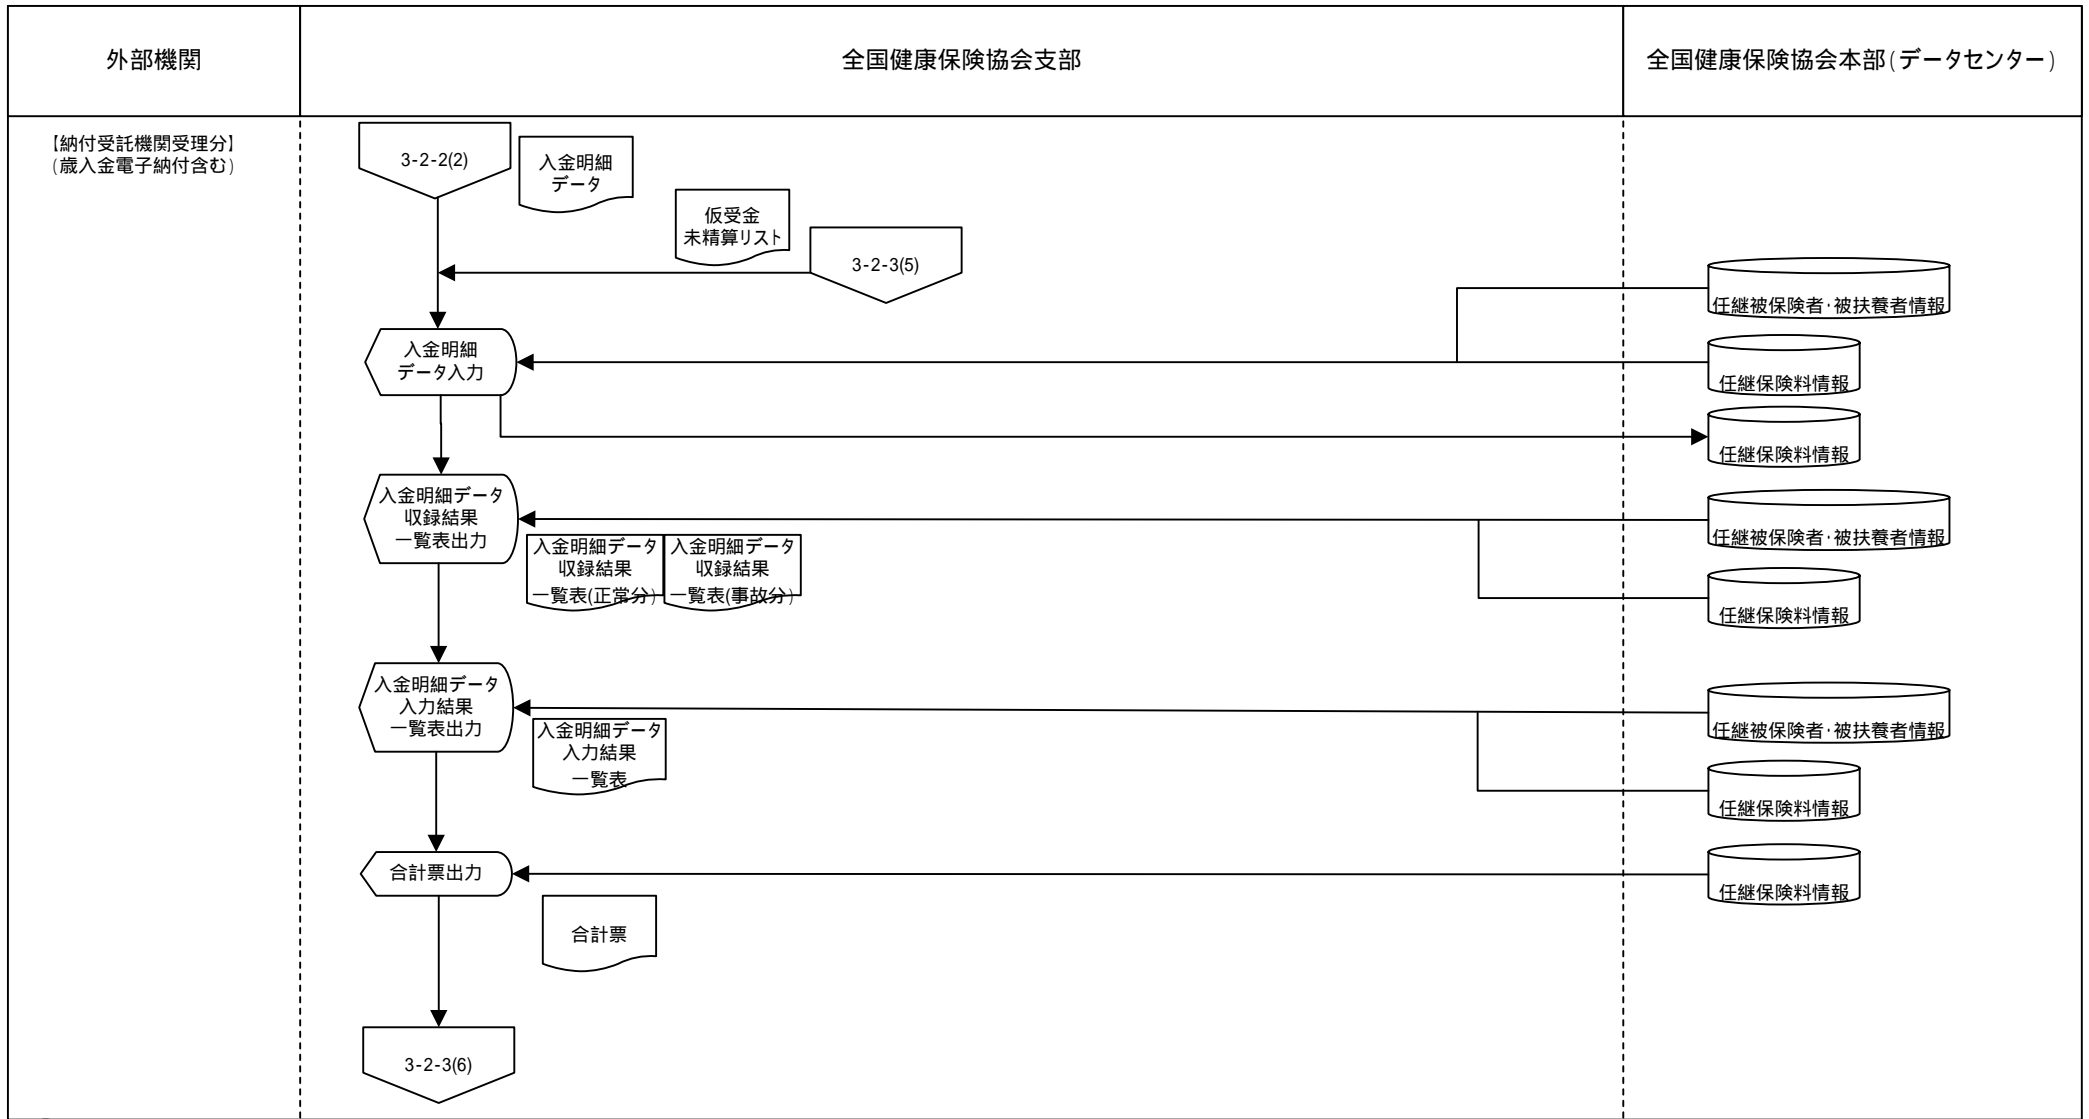 外部機関
全国健康保険協会支部
全国健康保険協会本部(データセンター)
【納付受託機関受理分】
(歳入金電子納付含む)
3-2-2(2)
入金明細
データ
仮受金
未精算リスト
3-2-3(5)
任継被保険者・被扶養者情報
入金明細
データ入力
任継保険料情報
任継保険料情報
入金明細データ
収録結果
一覧表出力
任継被保険者・被扶養者情報
入金明細データ
収録結果
一覧表(正常分)
入金明細データ
収録結果
一覧表(事故分)
任継保険料情報
入金明細データ
入力結果
一覧表出力
任継被保険者・被扶養者情報
入金明細データ
入力結果
一覧表
任継保険料情報
合計票出力
任継保険料情報
合計票
3-2-3(6)